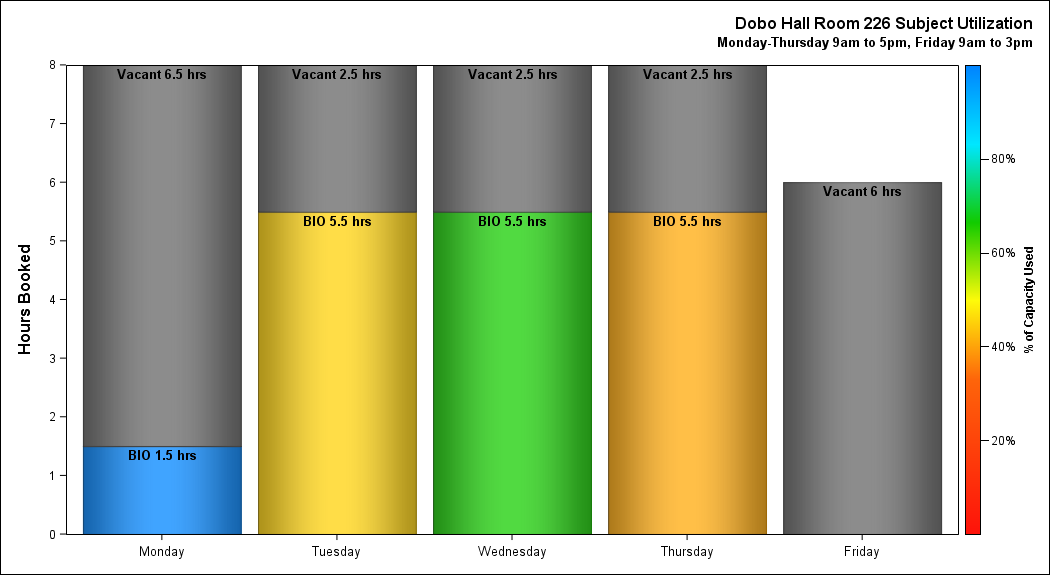 Dobo Hall Room 226 Subject Utilization
Monday-Thursday 9am to 5pm, Friday 9am to 3pm
Hours Booked
8
7
6
5
4
3
2
1
0
Vacant 6.5 hrs
BIO 1.5 hrs
Vacant 2.5 hrs
BIO 5.5 hrs
Vacant 2.5 hrs
BIO 5.5 hrs
Vacant 2.5 hrs
BIO 5.5 hrs
Vacant 6 hrs
Monday
Tuesday
Wednesday
Thursday
Friday
80%
60%
40%
20%
% of Capacity Used